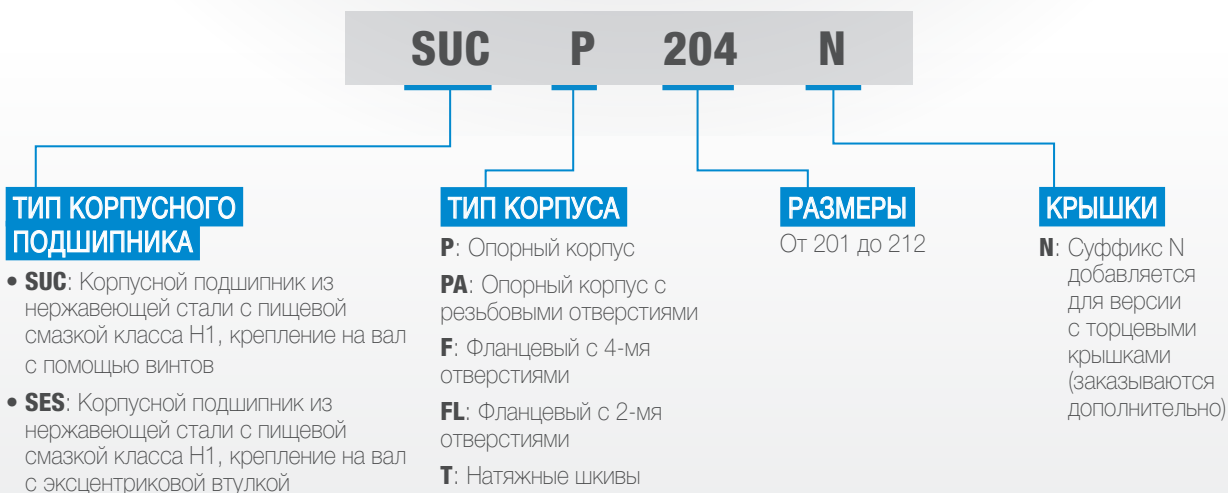 SUC P 204 N
ТИП КОРПУСНОГО
ПОДШИПНИКА
• SUC: Корпусной подшипник из
нержавеющей стали с пищевой
смазкой класса H1, крепление на вал
с помощью винтов
• SES: Корпусной подшипник из
нержавеющей стали с пищевой
смазкой класса H1, крепление на вал
с эксцентриковой втулкой
ТИП КОРПУСА
P: Опорный корпус
PA: Опорный корпус с
резьбовыми отверстиями
F: Фланцевый с 4-мя
отверстиями
FL: Фланцевый с 2-мя
отверстиями
T: Натяжные шкивы
РАЗМЕРЫ
От 201 до 212
КРЫШКИ
N: Суффикс N
добавляется
для версии
с торцевыми
крышками
(заказываются
дополнительно)